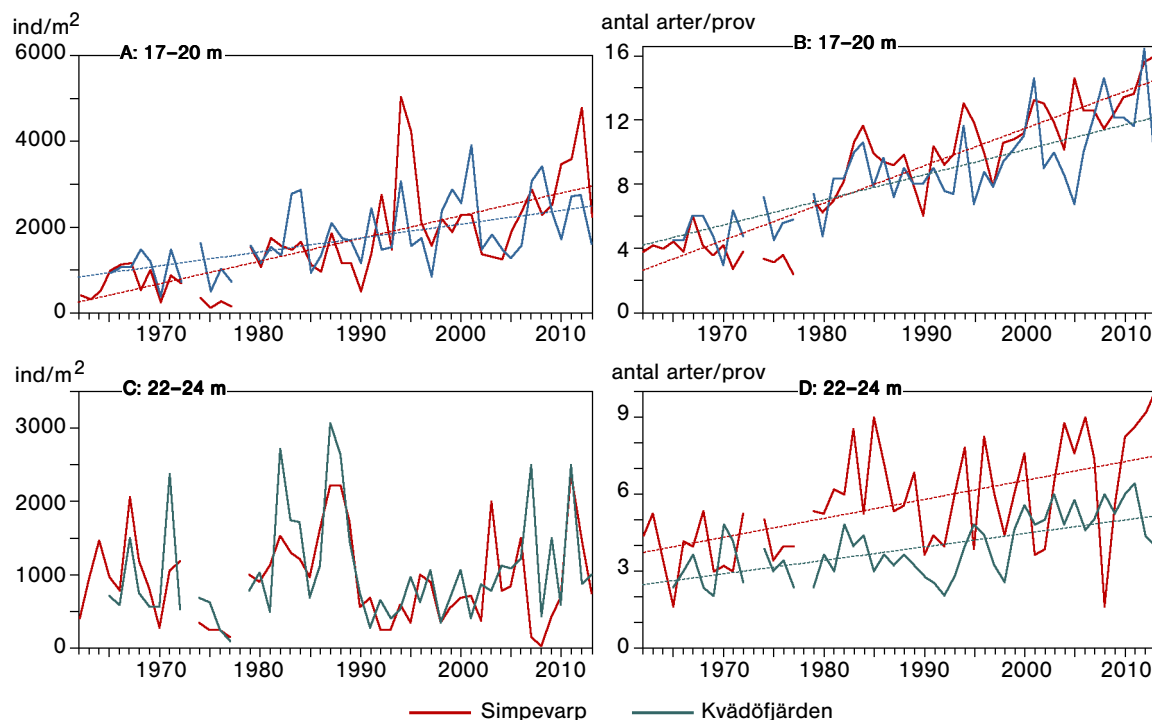 ind/m²
A: 17–20 m
6000
4000
2000
0
1970 1980 1990 2000 2010
antal arter/prov
B: 17–20 m
16
12
8
4
0
1970 1980 1990 2000 2010
ind/m²
C: 22–24 m
3000
2000
1000
0
1970 1980 1990 2000 2010
antal arter/prov
D: 22–24 m
9
6
3
0
1970 1980 1990 2000 2010
Simpevarp Kvädöfjärden